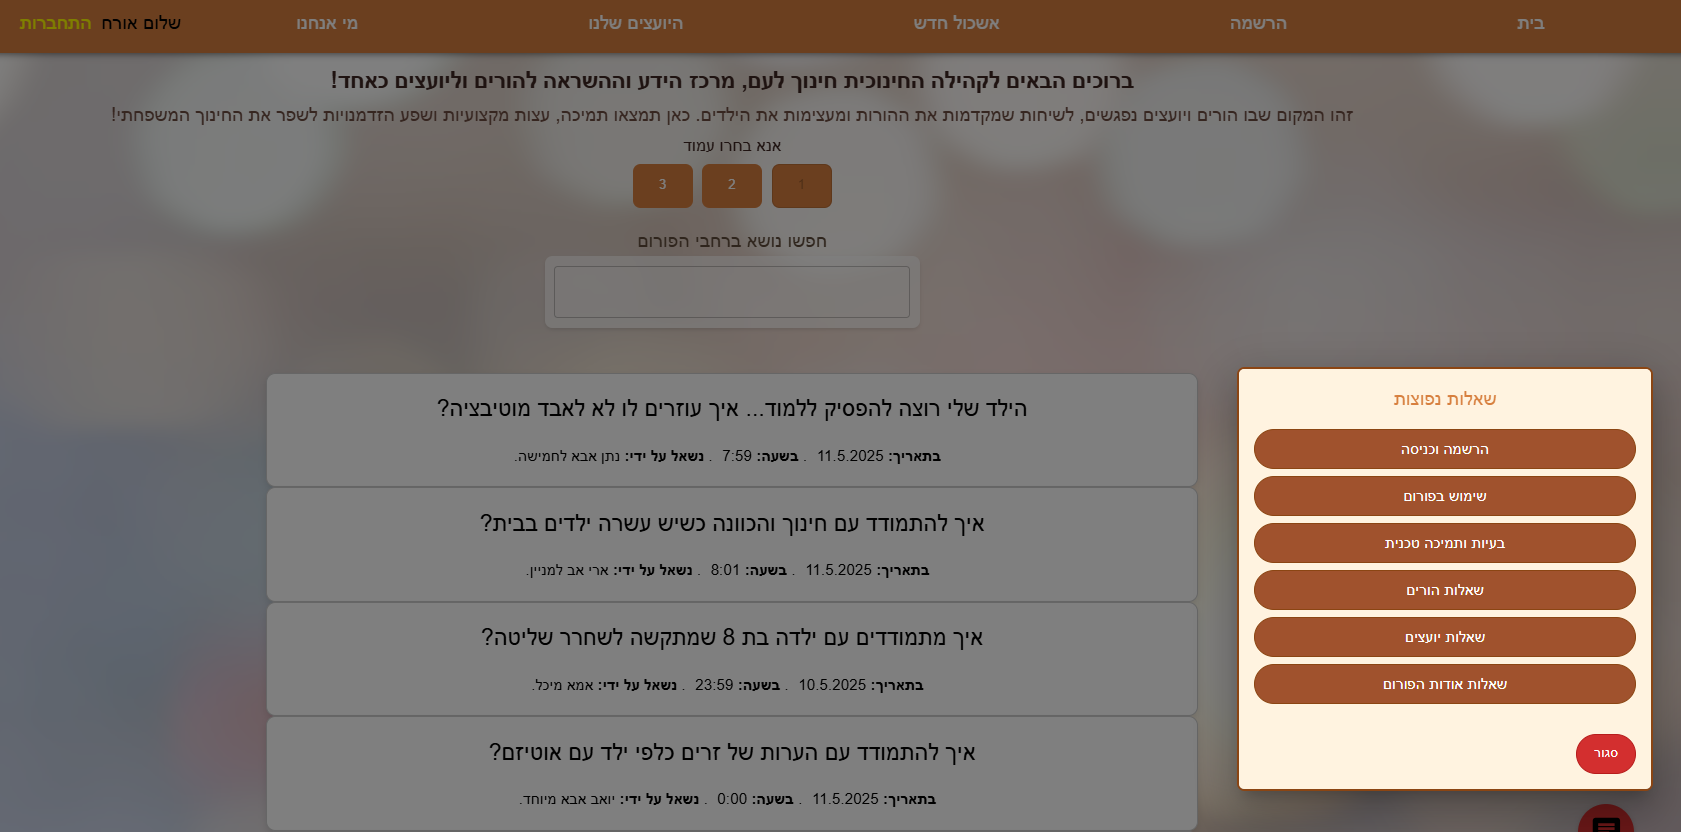 בית
הרשמה
אשכול חדש
היועצים שלנו
מי אנחנו
שלום אורח התחברות
ברוכים הבאים לקהילה החינוכית חינוך לעם, מרכז הידע וההשראה להורים וליועצים כאחד!
זהו המקום שבו הורים ויועצים נפגשים, לשיחות שמקדמות את ההורות ומעצימות את הילדים. כאן תמצאו תמיכה, עצות מקצועיות ושפע הזדמנויות לשפר את החינוך המשפחתי!
אנא בחרו עמוד
1
2
3
חפשו נושא ברחבי הפורום
הילד שלי רוצה להפסיק ללמוד... איך עוזרים לו לא לאבד מוטיבציה?
בתאריך: 11.5.2025 . בשעה: 7:59 . נשאל על ידי: נתן אבא לחמישה.
איך להתמודד עם חינוך והכוונה כשיש עשרה ילדים בבית?
בתאריך: 11.5.2025 . בשעה: 8:01 . נשאל על ידי: ארי אב למניין.
איך מתמודדים עם ילדה בת 8 שמתקשה לשחרר שליטה?
בתאריך: 10.5.2025 . בשעה: 23:59 . נשאל על ידי: אמא מיכל.
איך להתמודד עם הערות של זרים כלפי ילד עם אוטיזם?
בתאריך: 11.5.2025 . בשעה: 0:00 . נשאל על ידי: יואב אבא מיוחד.
שאלות נפוצות
הרשמה וכניסה
שימוש בפורום
בעיות ותמיכה טכנית
שאלות הורים
שאלות יועצים
שאלות אודות הפורום
סגור